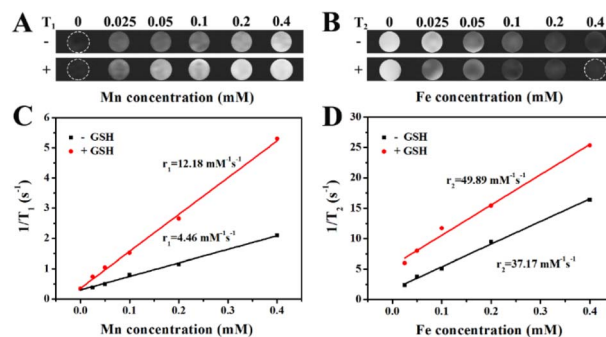 A T₁ 0 0.025 0.05 0.1 0.2 0.4
-
+
Mn concentration (mM)
B T₂ 0 0.025 0.05 0.1 0.2 0.4
-
+
Fe concentration (mM)
C
- GSH
+ GSH
r₁=12.18 mM⁻¹s⁻¹
r₁=4.46 mM⁻¹s⁻¹
1/T₁ (s⁻¹)
6
5
4
3
2
1
0
0.0 0.1 0.2 0.3 0.4
Mn concentration (mM)
D
- GSH
+ GSH
r₂=49.89 mM⁻¹s⁻¹
r₂=37.17 mM⁻¹s⁻¹
1/T₂ (s⁻¹)
35
30
25
20
15
10
5
0
0.0 0.1 0.2 0.3 0.4
Fe concentration (mM)